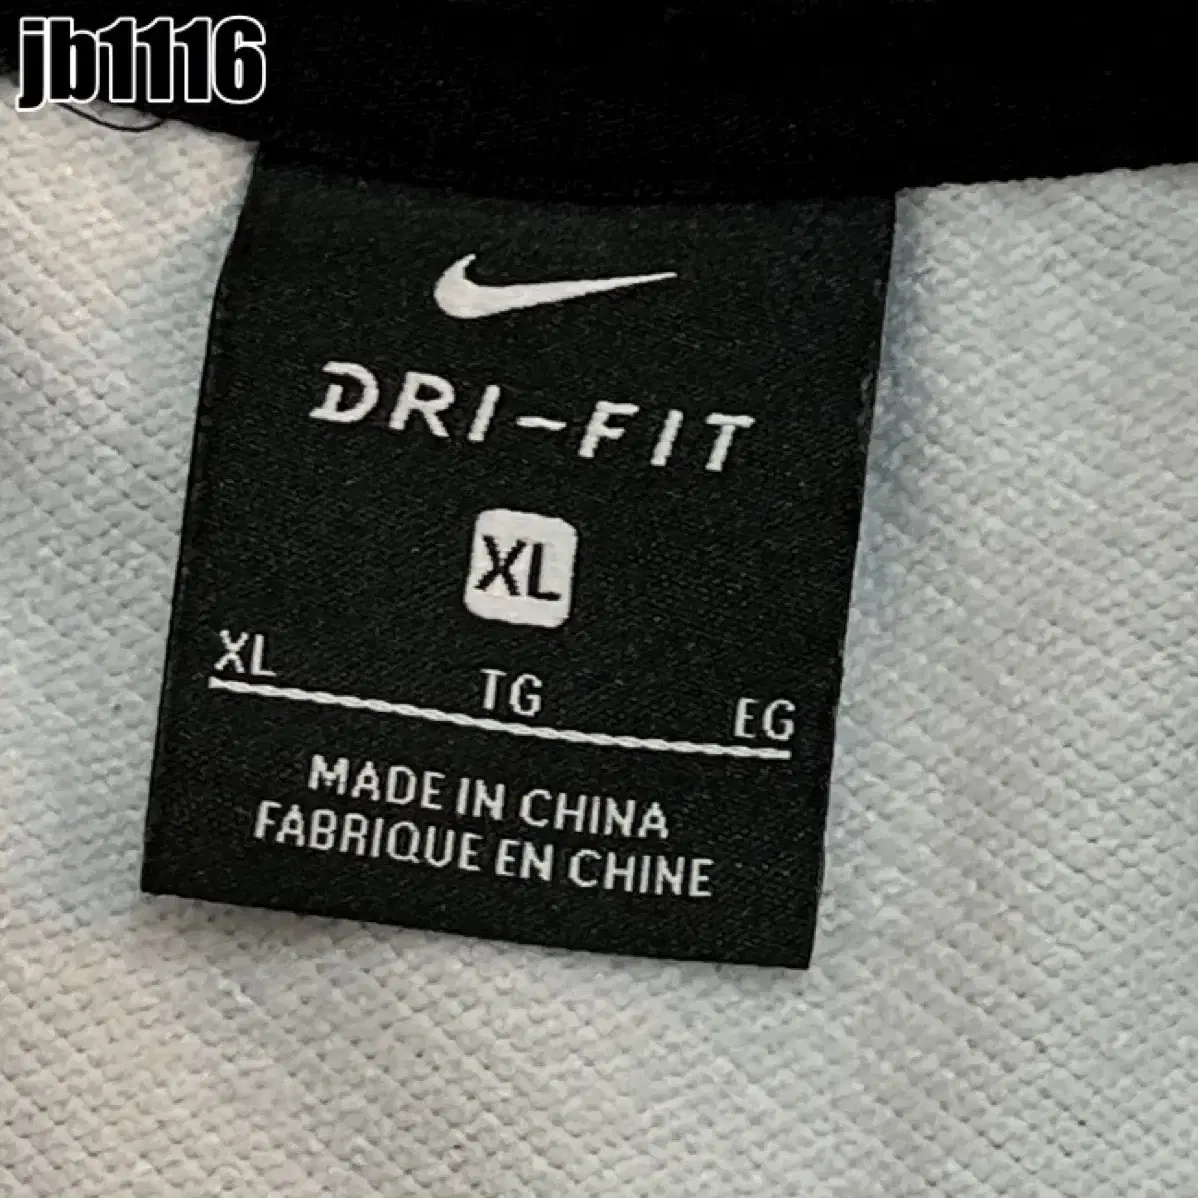 jb1116
DRI-FIT
XL
XL TG EG
MADE IN CHINA
FABRIQUE EN CHINE